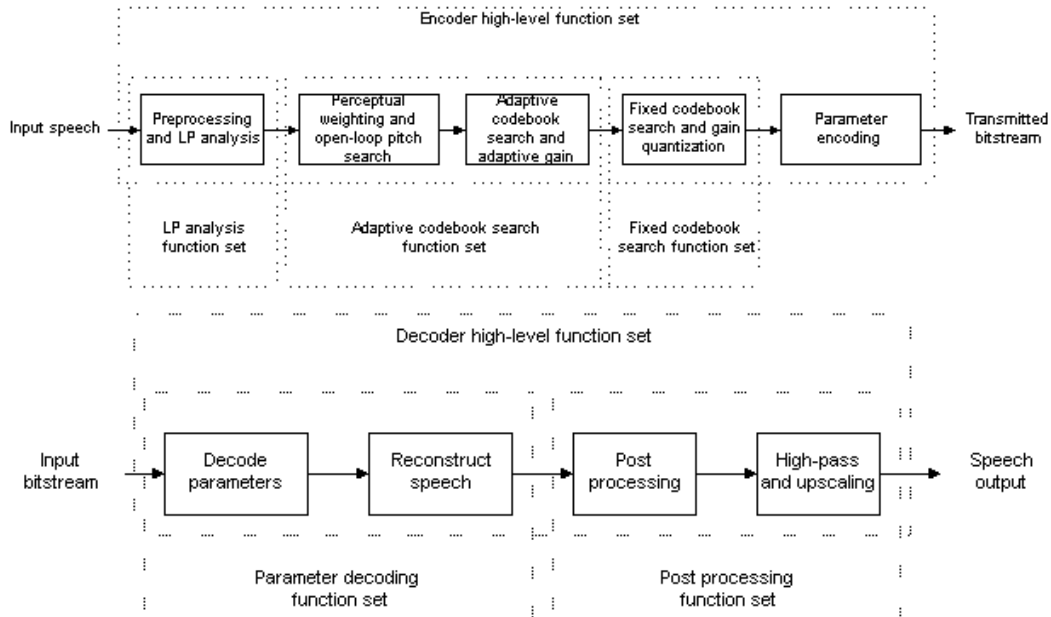 Encoder high-level function set
Input speech
Preprocessing
and LP analysis
Perceptual
weighting and
open-loop pitch
search
Adaptive
codebook
search and
adaptive gain
Fixed codebook
search and gain
quantization
Parameter
encoding
Transmitted
bitstream
LP analysis
function set
Adaptive codebook search
function set
Fixed codebook
search function set
Decoder high-level function set
Input
bitstream
Decode
parameters
Reconstruct
speech
Post
processing
High-pass
and upscaling
Speech
output
Parameter decoding
function set
Post processing
function set